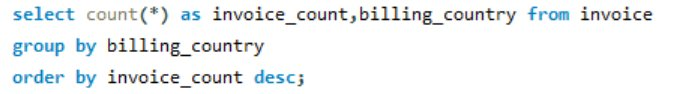 select count(*) as invoice_count,billing_country from invoice
group by billing_country
order by invoice_count desc;